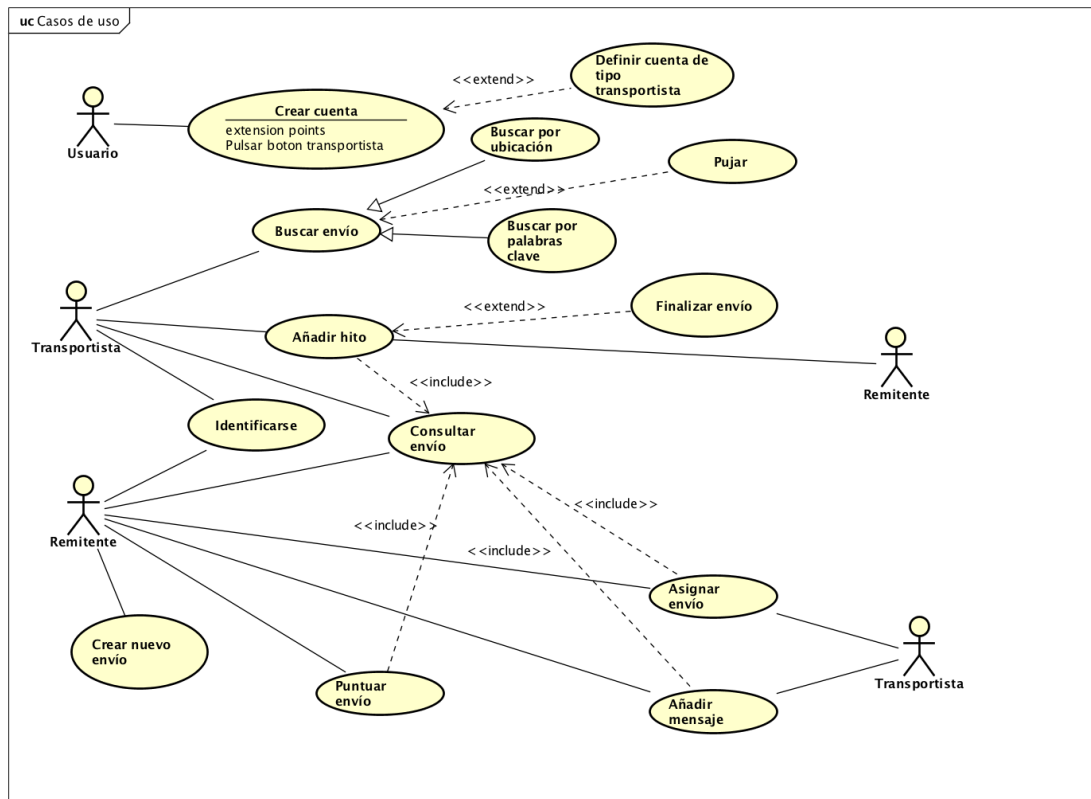 uc Casos de uso
Definir cuenta de
tipo
transportista
<<extend>>
Crear cuenta
extension points
Pulsar boton transportista
Usuario
Buscar por
ubicación
Pujar
<<extend>>
Buscar envío
Buscar por
palabras
clave
Finalizar envío
<<extend>>
Añadir hito
Transportista
Remitente
<<include>>
Identificarse
Consultar
envío
<<include>>
<<include>>
<<include>>
Remitente
Asignar
envío
Crear nuevo
envío
Transportista
Puntuar
envío
Añadir
mensaje